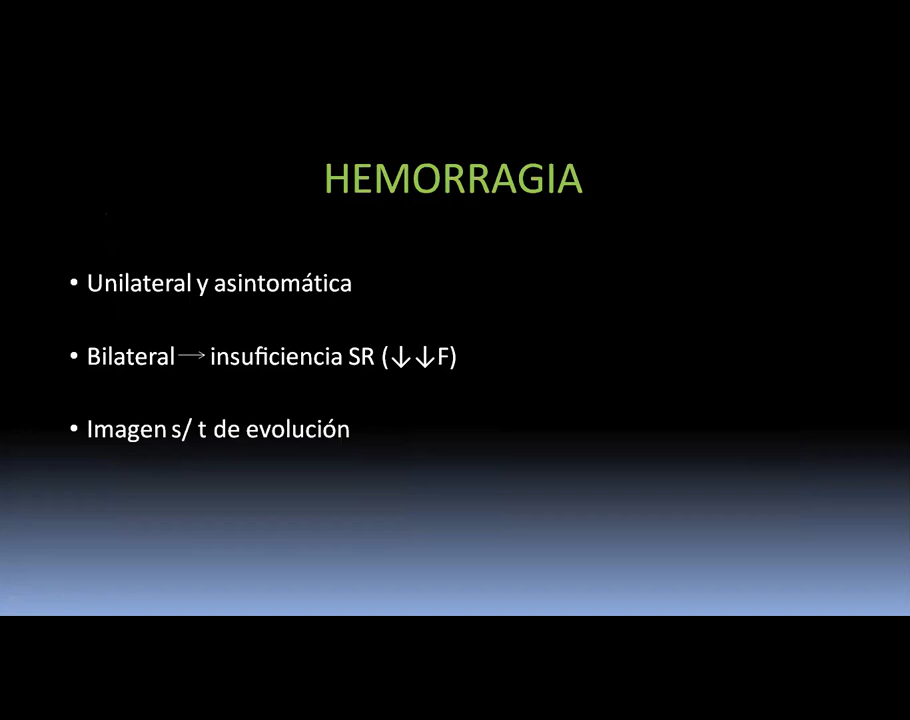 HEMORRAGIA
• Unilateral y asintomática
• Bilateral → insuficiencia SR (↓↓F)
• Imagen s/ t de evolución